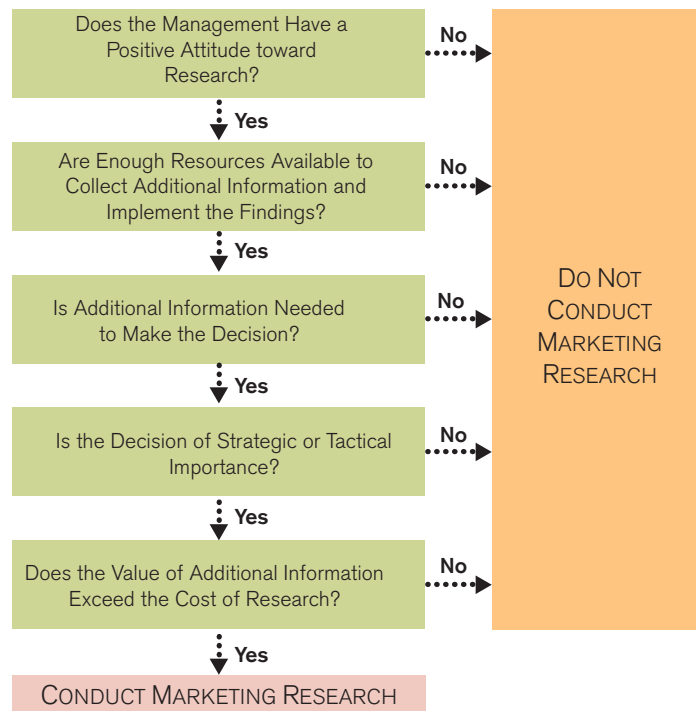 Does the Management Have a
Positive Attitude toward
Research?
No
Yes
Are Enough Resources Available to
Collect Additional Information and
Implement the Findings?
No
Yes
Is Additional Information Needed
to Make the Decision?
No
Yes
Is the Decision of Strategic or Tactical
Importance?
No
Yes
Does the Value of Additional Information
Exceed the Cost of Research?
No
Yes
CONDUCT MARKETING RESEARCH
DO NOT
CONDUCT
MARKETING
RESEARCH